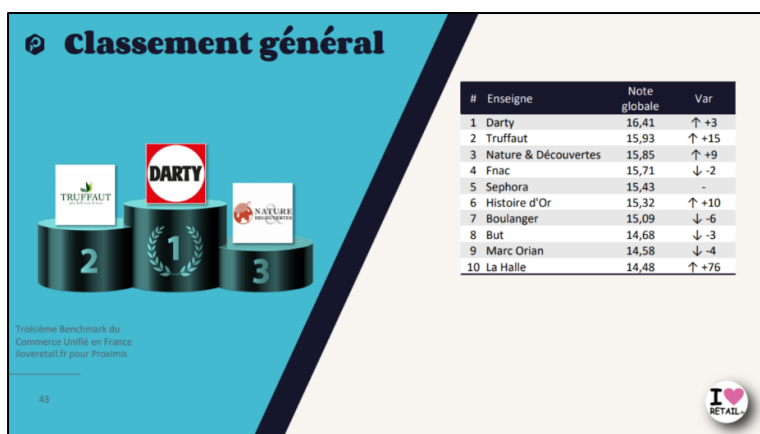 Classement général
# Enseigne Note globale Var
1 Darty 16,41 ↑ +3
2 Truffaut 15,93 ↑ +15
3 Nature & Découvertes 15,85 ↑ +9
4 Fnac 15,71 ↓ -2
5 Sephora 15,43 -
6 Histoire d'Or 15,32 ↑ +10
7 Boulanger 15,09 ↓ -6
8 But 14,68 ↓ -3
9 Marc Orian 14,58 ↓ -4
10 La Halle 14,48 ↑ +76
TRUFFAUT
DARTY
NATURE &
DECOUVERTES
2
1
3
Troisième Benchmark du
Commerce Unifié en France
iloveretail.fr pour Proximis
43
I
RETAIL